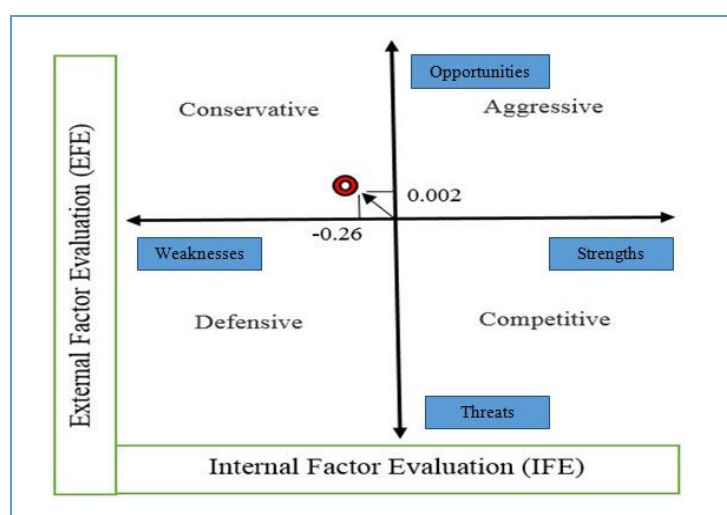 Opportunities
Conservative
Aggressive
External Factor Evaluation (EFE)
0.002
-0.26
Weaknesses
Strengths
Defensive
Competitive
Threats
Internal Factor Evaluation (IFE)